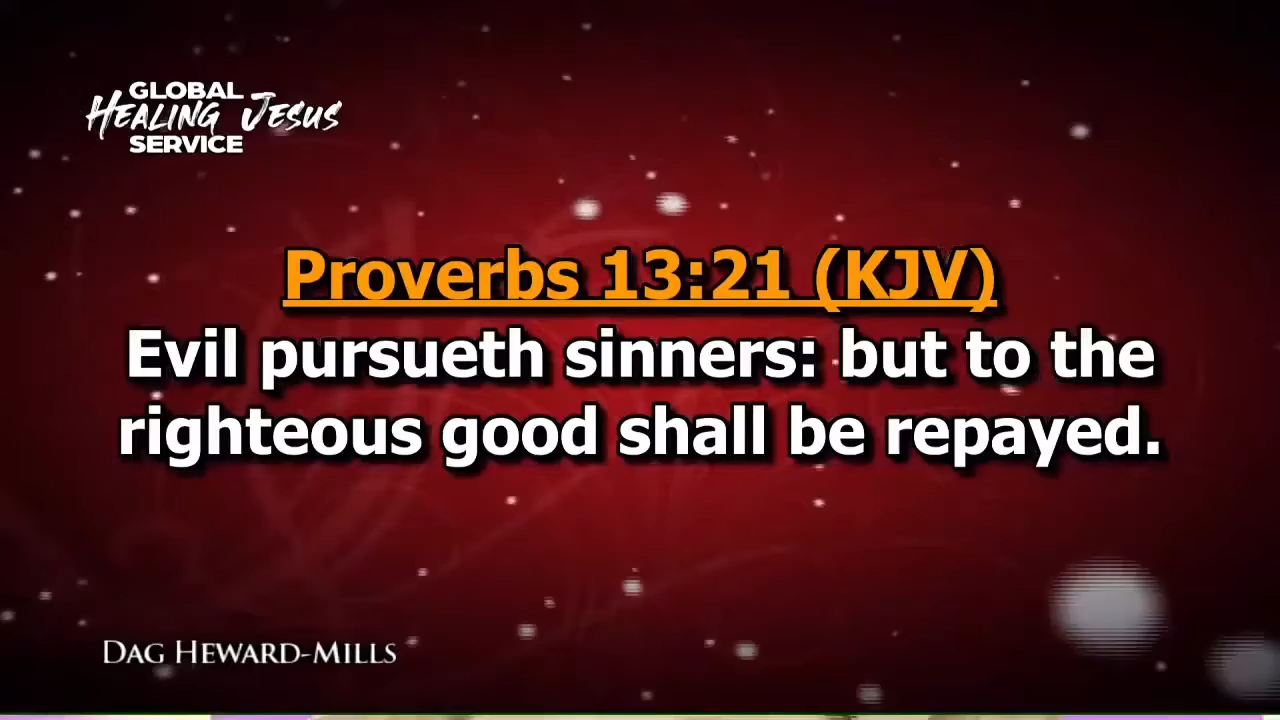 GLOBAL
HEALING JESUS
SERVICE
Proverbs 13:21 (KJV)
Evil pursueth sinners: but to the
righteous good shall be repayed.
DAG HEWARD-MILLS